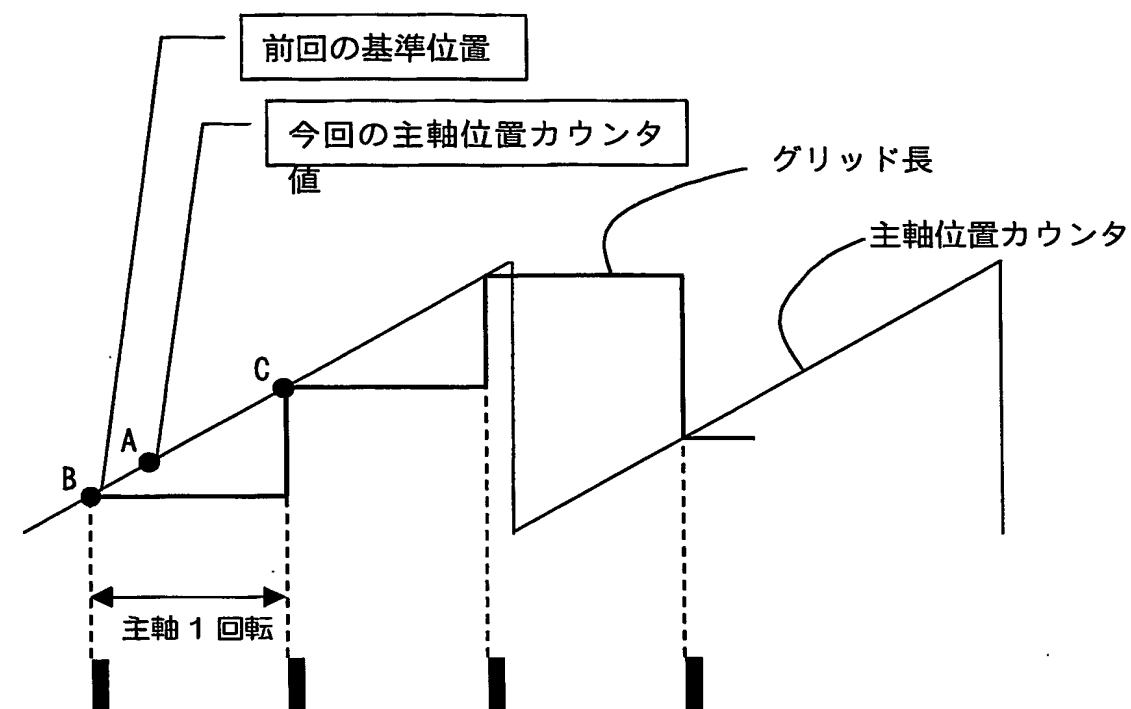 前回の基準位置
今回の主軸位置カウンタ
値
グリッド長
主軸位置カウンタ
C
A
B
主軸1回転